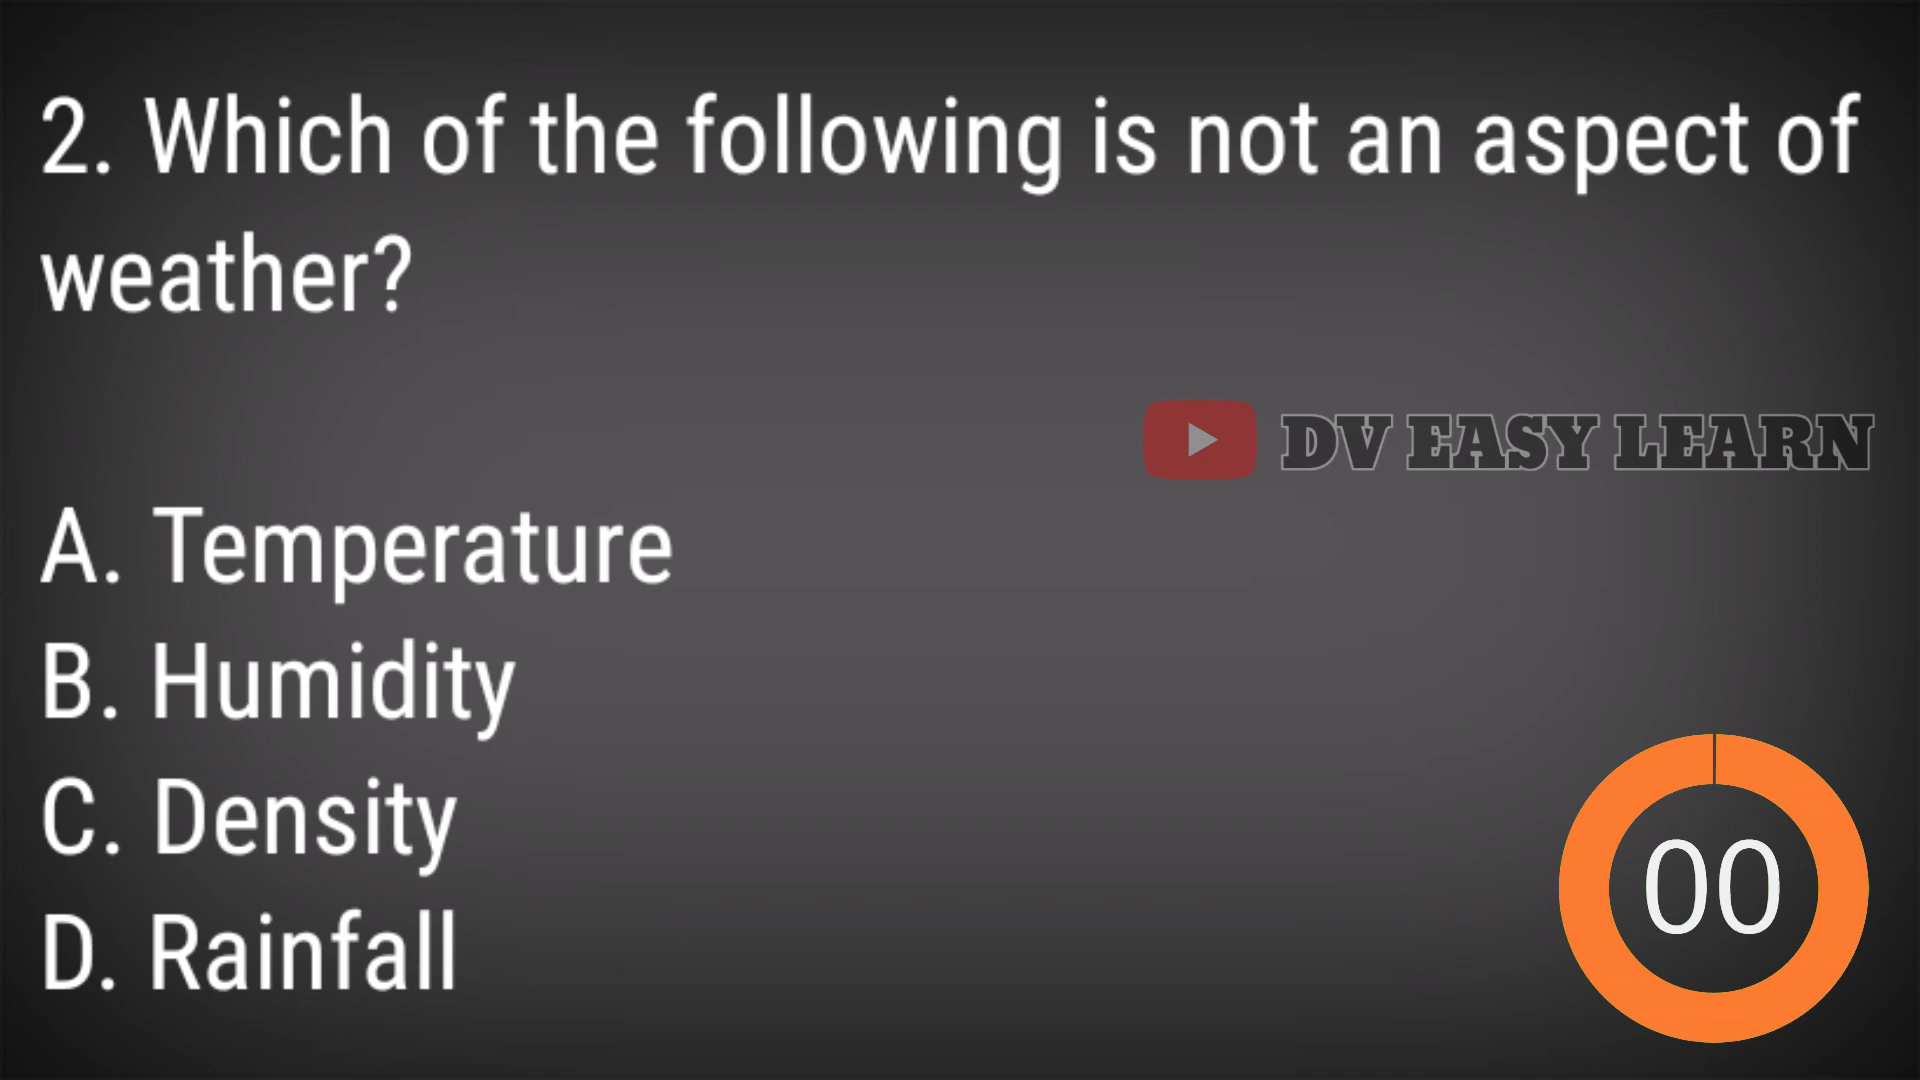 2. Which of the following is not an aspect of
weather?
DV EASY LEARN
A. Temperature
B. Humidity
C. Density
D. Rainfall
00